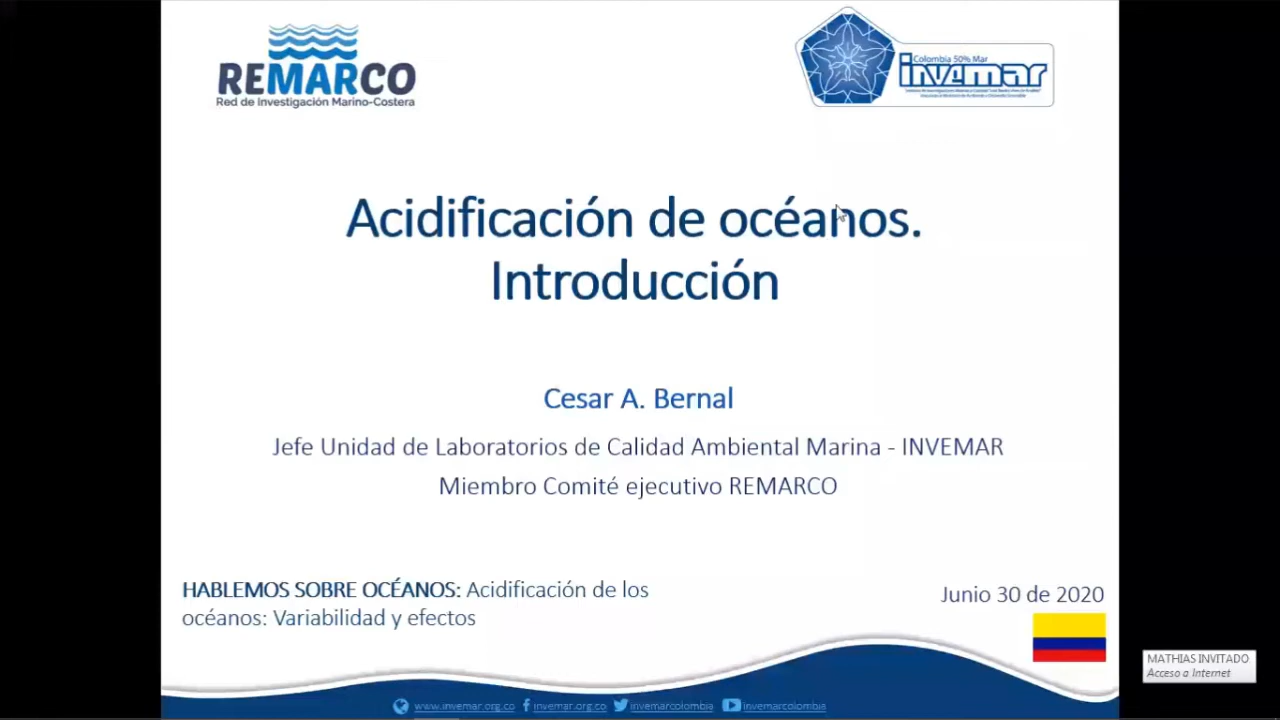 REMARCO
Red de Investigación Marino-Costera
Colombia 50% Mar
invemar
Acidificación de océanos.
Introducción
Cesar A. Bernal
Jefe Unidad de Laboratorios de Calidad Ambiental Marina - INVEMAR
Miembro Comité ejecutivo REMARCO
HABLEMOS SOBRE OCÉANOS: Acidificación de los
océanos: Variabilidad y efectos
Junio 30 de 2020
MATHIAS INVITADO
Acceso a Internet
www.invemar.org.co invemar.org.co invemarcolombia invemarcolombia